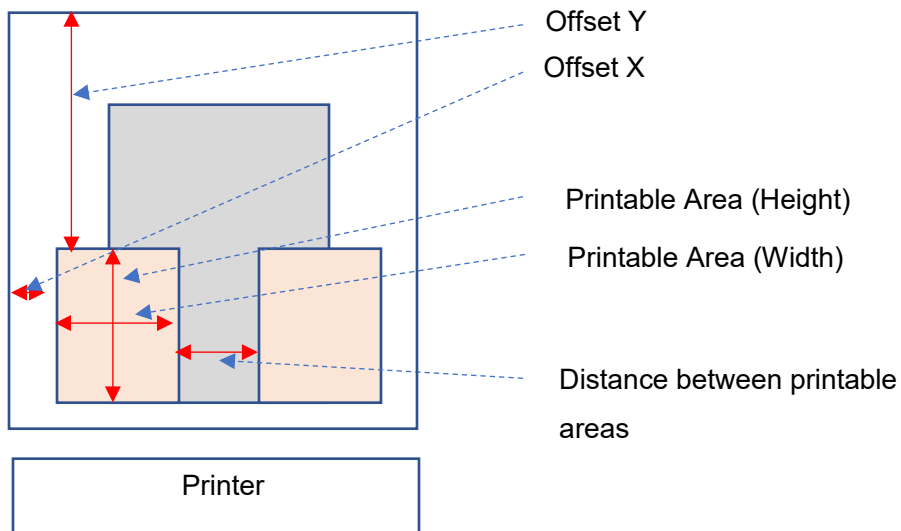 Offset Y
Offset X
Printable Area (Height)
Printable Area (Width)
Distance between printable
areas
Printer